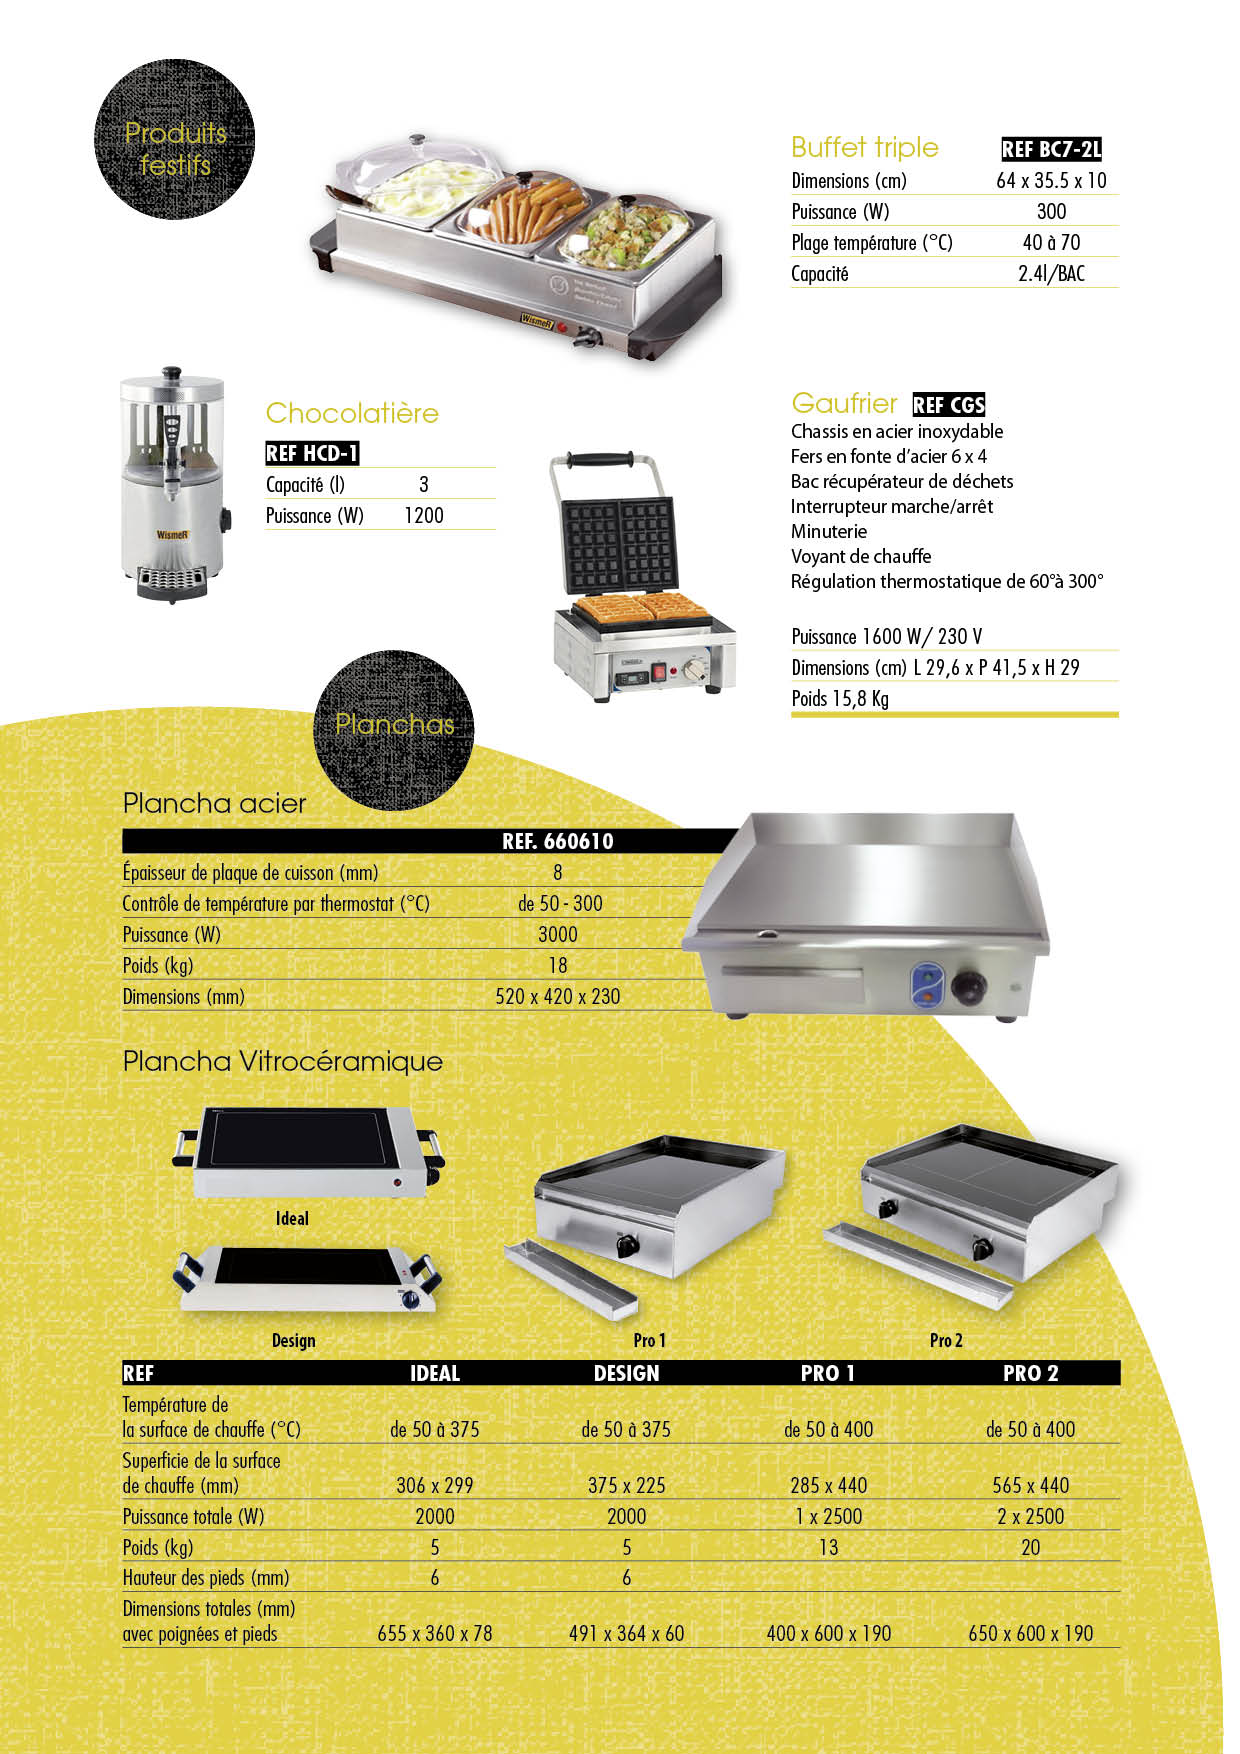 Produits
festifs
Buffet triple REF BC7-2L
Dimensions (cm) 64 x 35.5 x 10
Puissance (W) 300
Plage température (°C) 40 à 70
Capacité 2.4l/BAC
WismeR
Chocolatière
REF HCD-1
Capacité (l) 3
Puissance (W) 1200
WismeR
Gaufrier REF CGS
Chassis en acier inoxydable
Fers en fonte d’acier 6 x 4
Bac récupérateur de déchets
Interrupteur marche/arrêt
Minuterie
Voyant de chauffe
Régulation thermostatique de 60°à 300°
Puissance 1600 W/ 230 V
Dimensions (cm) L 29,6 x P 41,5 x H 29
Poids 15,8 Kg
Planchas
Plancha acier
REF. 660610
Épaisseur de plaque de cuisson (mm) 8
Contrôle de température par thermostat (°C) de 50 - 300
Puissance (W) 3000
Poids (kg) 18
Dimensions (mm) 520 x 420 x 230
Plancha Vitrocéramique
Ideal
Design
Pro 1
Pro 2
REF IDEAL DESIGN PRO 1 PRO 2
Température de
la surface de chauffe (°C) de 50 à 375 de 50 à 375 de 50 à 400 de 50 à 400
Superficie de la surface
de chauffe (mm) 306 x 299 375 x 225 285 x 440 565 x 440
Puissance totale (W) 2000 2000 1 x 2500 2 x 2500
Poids (kg) 5 5 13 20
Hauteur des pieds (mm) 6 6
Dimensions totales (mm)
avec poignées et pieds 655 x 360 x 78 491 x 364 x 60 400 x 600 x 190 650 x 600 x 190